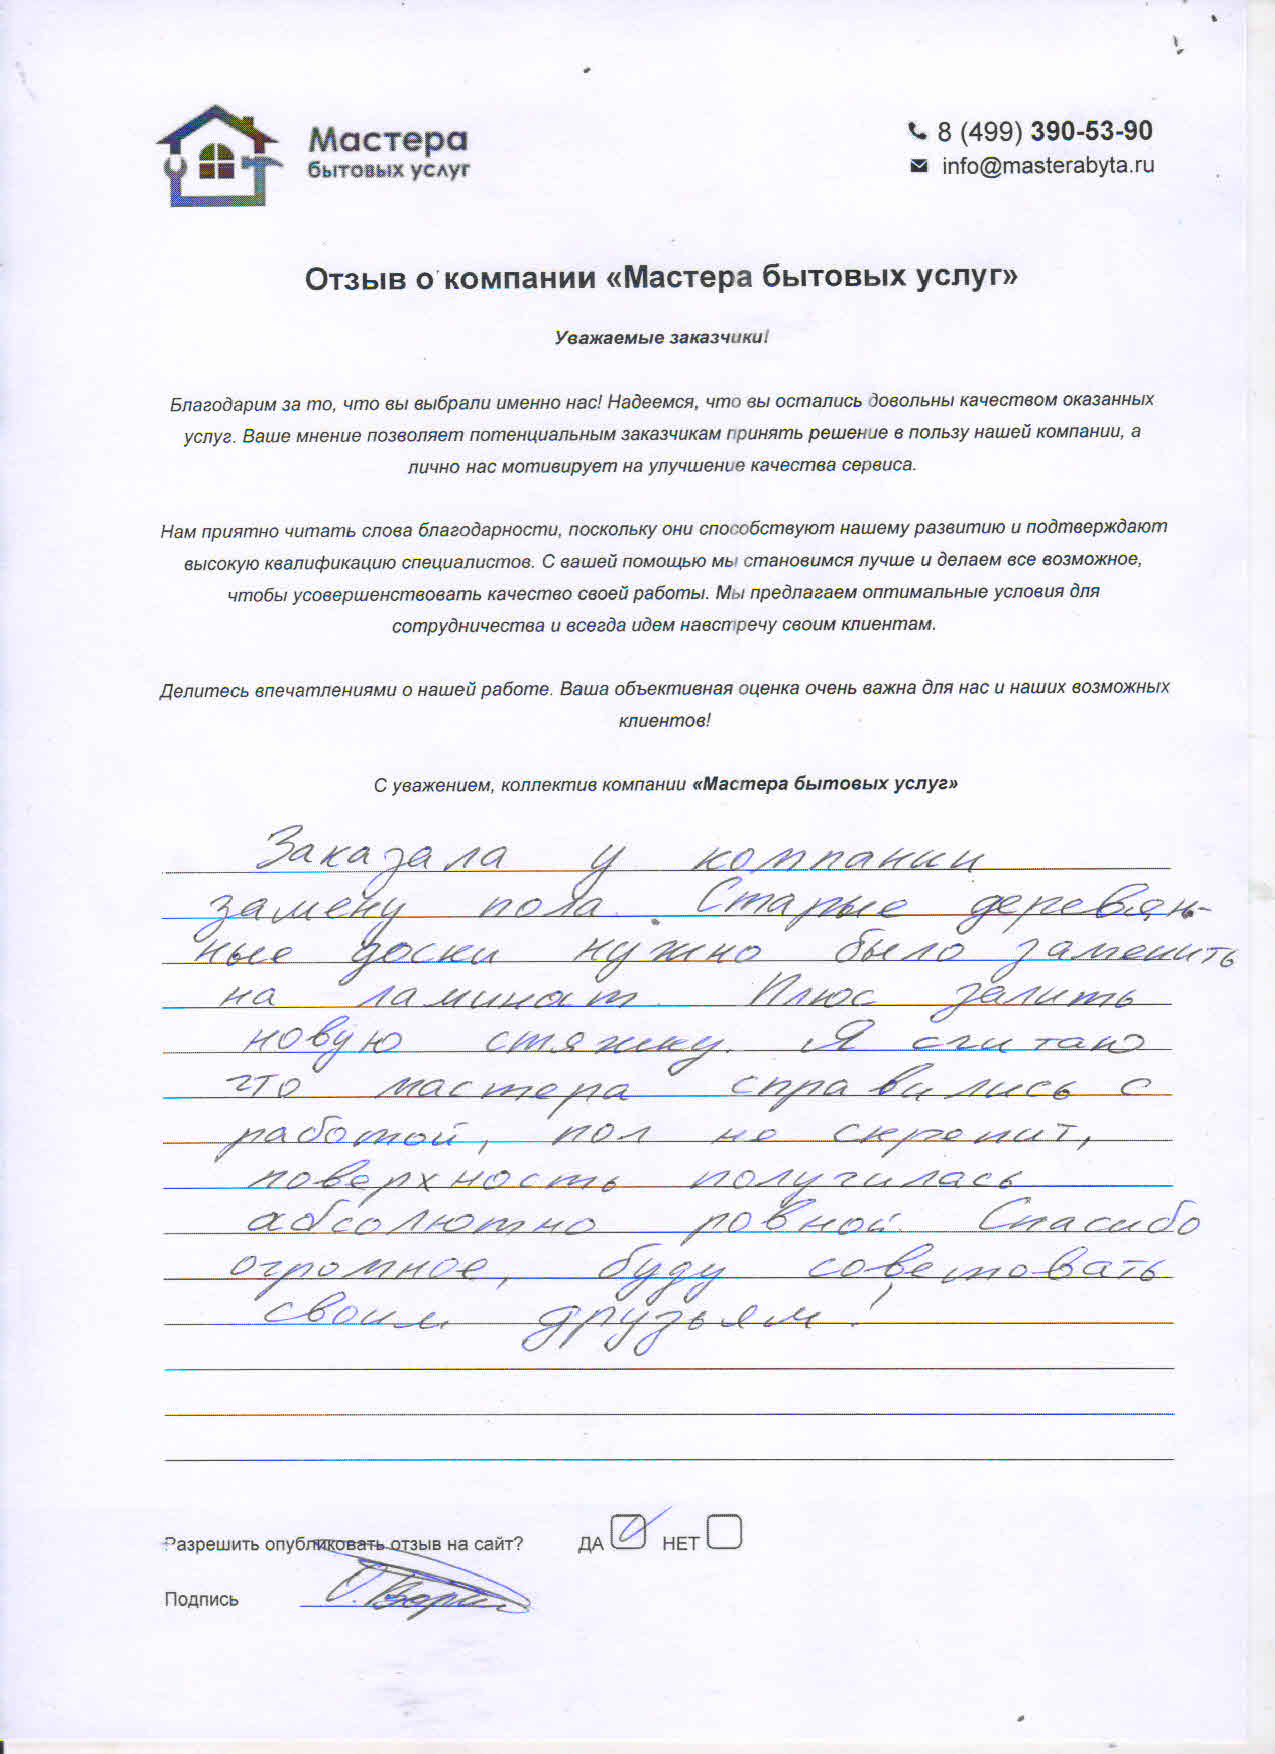 Мастера
бытовых услуг
8 (499) 390-53-90
info@masterabyta.ru
Отзыв о компании «Мастера бытовых услуг»
Уважаемые заказчики!
Благодарим за то, что вы выбрали именно нас! Надеемся, что вы остались довольны качеством оказанных
услуг. Ваше мнение позволяет потенциальным заказчикам принять решение в пользу нашей компании, а
лично нас мотивирует на улучшение качества сервиса.
Нам приятно читать слова благодарности, поскольку они способствуют нашему развитию и подтверждают
высокую квалификацию специалистов. С вашей помощью мы становимся лучше и делаем все возможное,
чтобы усовершенствовать качество своей работы. Мы предлагаем оптимальные условия для
сотрудничества и всегда идем навстречу своим клиентам.
Делитесь впечатлениями о нашей работе. Ваша объективная оценка очень важна для нас и наших возможных
клиентов!
С уважением, коллектив компании «Мастера бытовых услуг»
Заказала у компании
замену пола. Старые деревян-
ные доски нужно было заменить
на ламинат. Плюс залить
новую стяжку. Я считаю
что мастера справились с
работой, пол не скрепит,
поверхность получилась
абсолютно ровной. Спасибо
огромное, буду советовать
своим друзьям!
Разрешить опубликовать отзыв на сайт? ДА НЕТ
Подпись